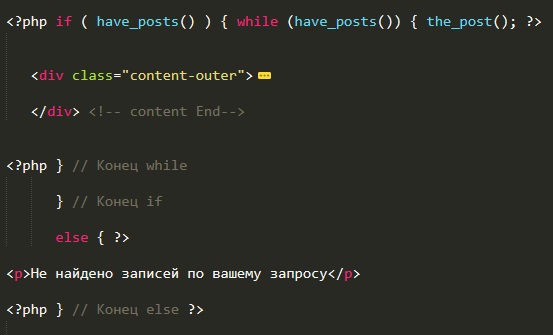 <?php if ( have_posts() ) { while (have_posts()) { the_post(); ?>
<div class="content-outer">
</div> <!-- content End-->
<?php } // Конец while
} // Конец if
else { ?>
<p>Не найдено записей по вашему запросу</p>
<?php } // Конец else ?>